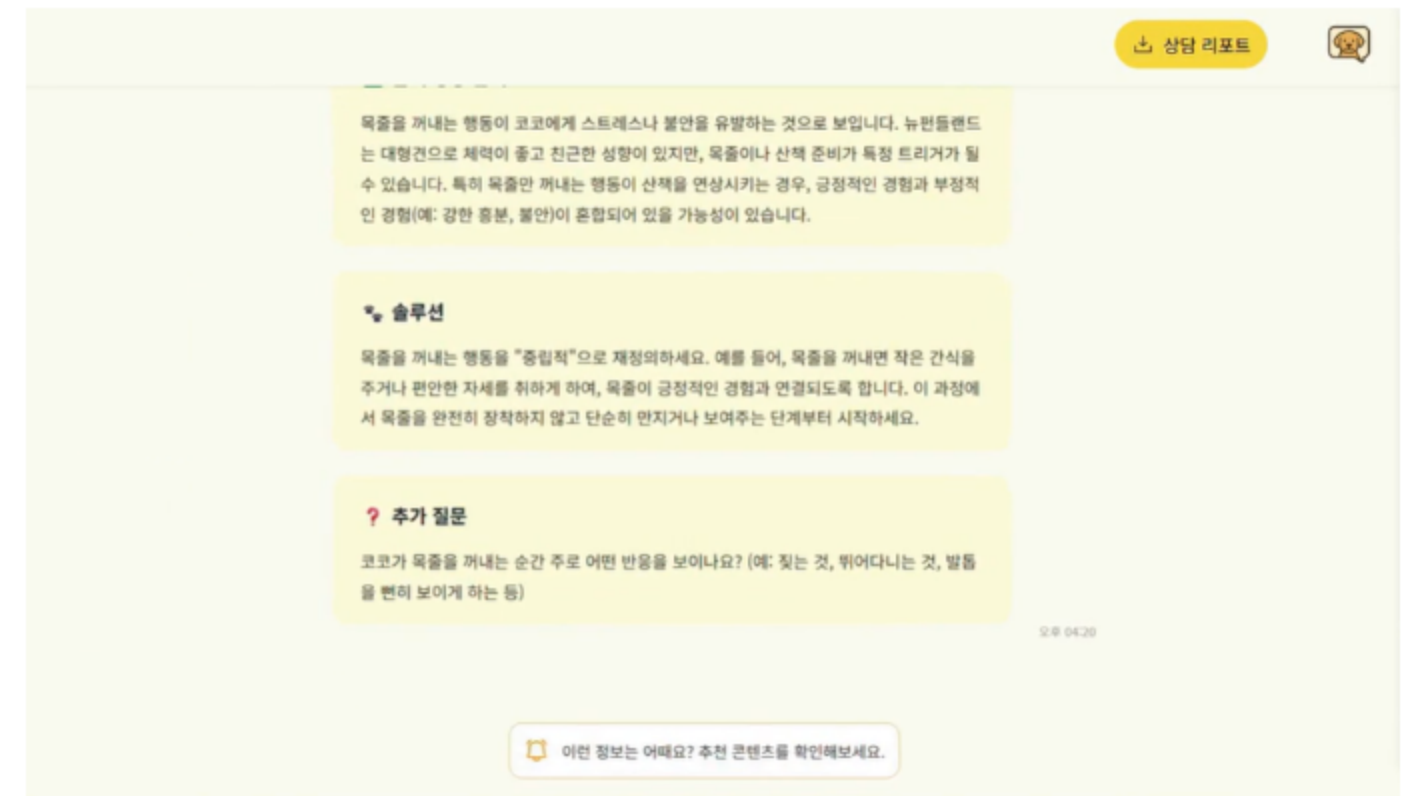 상담 리포트
목줄을 꺼내는 행동이 코코에게 스트레스나 불안을 유발하는 것으로 보입니다. 뉴펀들랜드
는 대형견으로 체력이 좋고 친근한 성향이 있지만, 목줄이나 산책 준비가 특정 트리거가 될
수 있습니다. 특히 목줄만 꺼내는 행동이 산책을 연상시키는 경우, 긍정적인 경험과 부정적
인 경험(예: 강한 흥분, 불안)이 혼합되어 있을 가능성이 있습니다.
솔루션
목줄을 꺼내는 행동을 "중립적"으로 재정의하세요. 예를 들어, 목줄을 꺼내면 작은 간식을
주거나 편안한 자세를 취하게 하여, 목줄이 긍정적인 경험과 연결되도록 합니다. 이 과정에
서 목줄을 완전히 장착하지 않고 단순히 만지거나 보여주는 단계부터 시작하세요.
추가 질문
코코가 목줄을 꺼내는 순간 주로 어떤 반응을 보이나요? (예: 짖는 것, 뛰어다니는 것, 발톱
을 뻔히 보이게 하는 등)
오후 04:20
이런 정보는 어때요? 추천 콘텐츠를 확인해보세요.